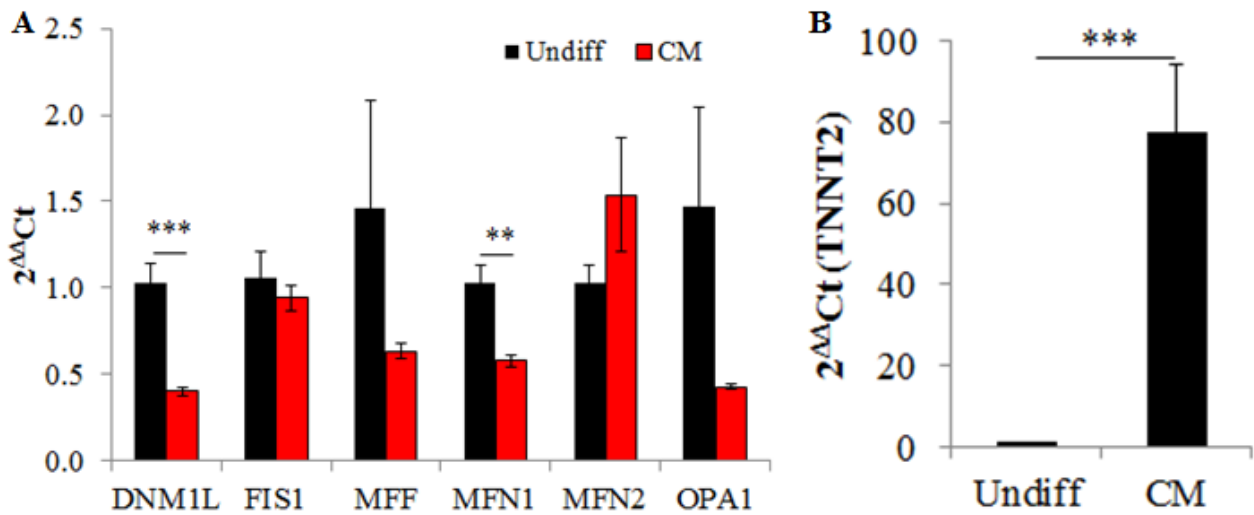 A
2.5
2.0
1.5
1.0
0.5
0.0
2^ΔΔCt
Undiff CM
***
**
DNM1L FIS1 MFF MFN1 MFN2 OPA1
B
100
80
60
40
20
0
2^ΔΔCt (TNNT2)
***
Undiff CM